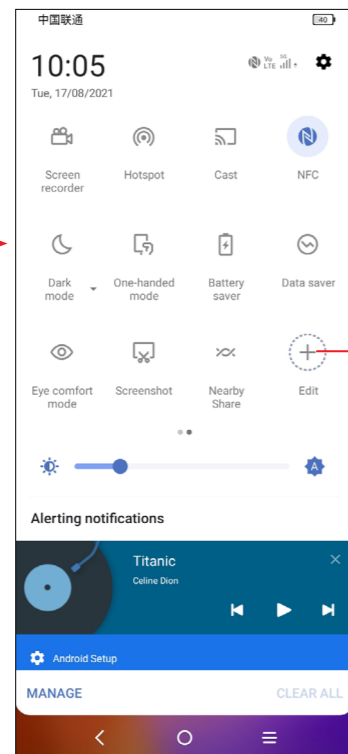 中国联通
40
10:05
Vo
LTE
3G
Tue, 17/08/2021
Screen
recorder
Hotspot
Cast
NFC
Dark
mode
One-handed
mode
Battery
saver
Data saver
Eye comfort
mode
Screenshot
Nearby
Share
Edit
A
Alerting notifications
Titanic
Celine Dion
Android Setup
MANAGE
CLEAR ALL